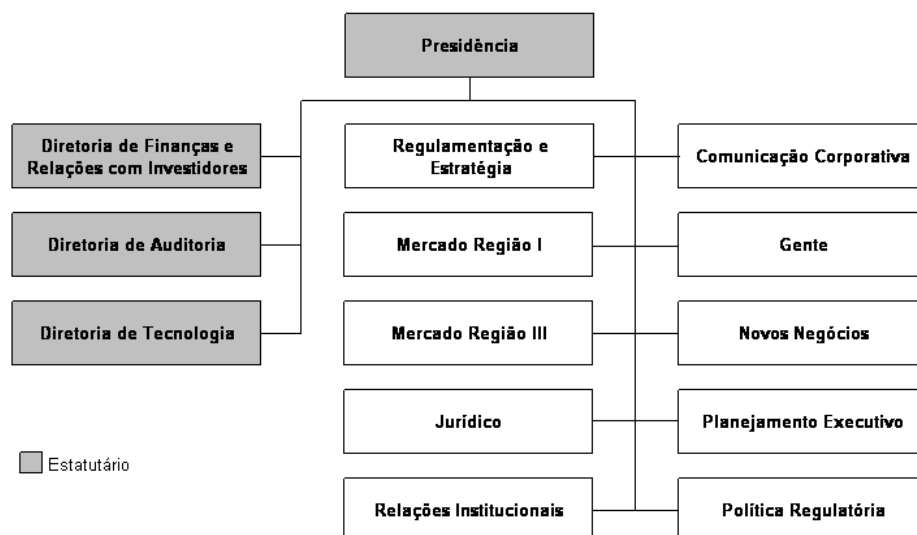 Presidência
Diretoria de Finanças e
Relações com Investidores
Regulamentação e
Estratégia
Comunicação Corporativa
Diretoria de Auditoria
Mercado Região I
Gente
Diretoria de Tecnologia
Mercado Região III
Novos Negócios
Jurídico
Planejamento Executivo
Estatutário
Relações Institucionais
Política Regulatória